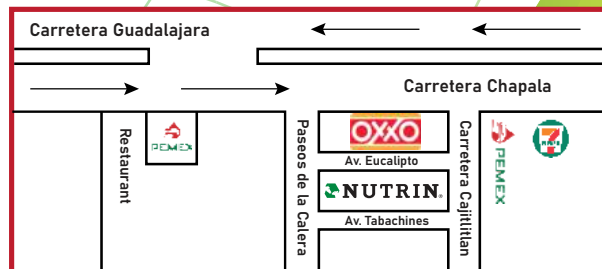 Carretera Guadalajara
Carretera Chapala
Restaurant
PEMEX
Paseos de la Calera
OXXO
Av. Eucalipto
NUTRIN
Av. Tabachines
Carretera Cajititlan
PEMEX
7